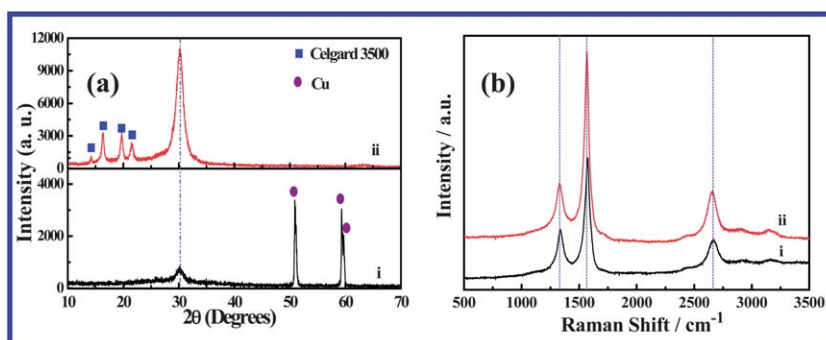 (a)
Celgard 3500
Cu
12000
9000
6000
3000
0
ii
4000
2000
0
i
10 20 30 40 50 60 70
2θ (Degrees)
Intensity (a. u.)
(b)
ii
i
500 1000 1500 2000 2500 3000 3500
Raman Shift / cm⁻¹
Intensity / a.u.